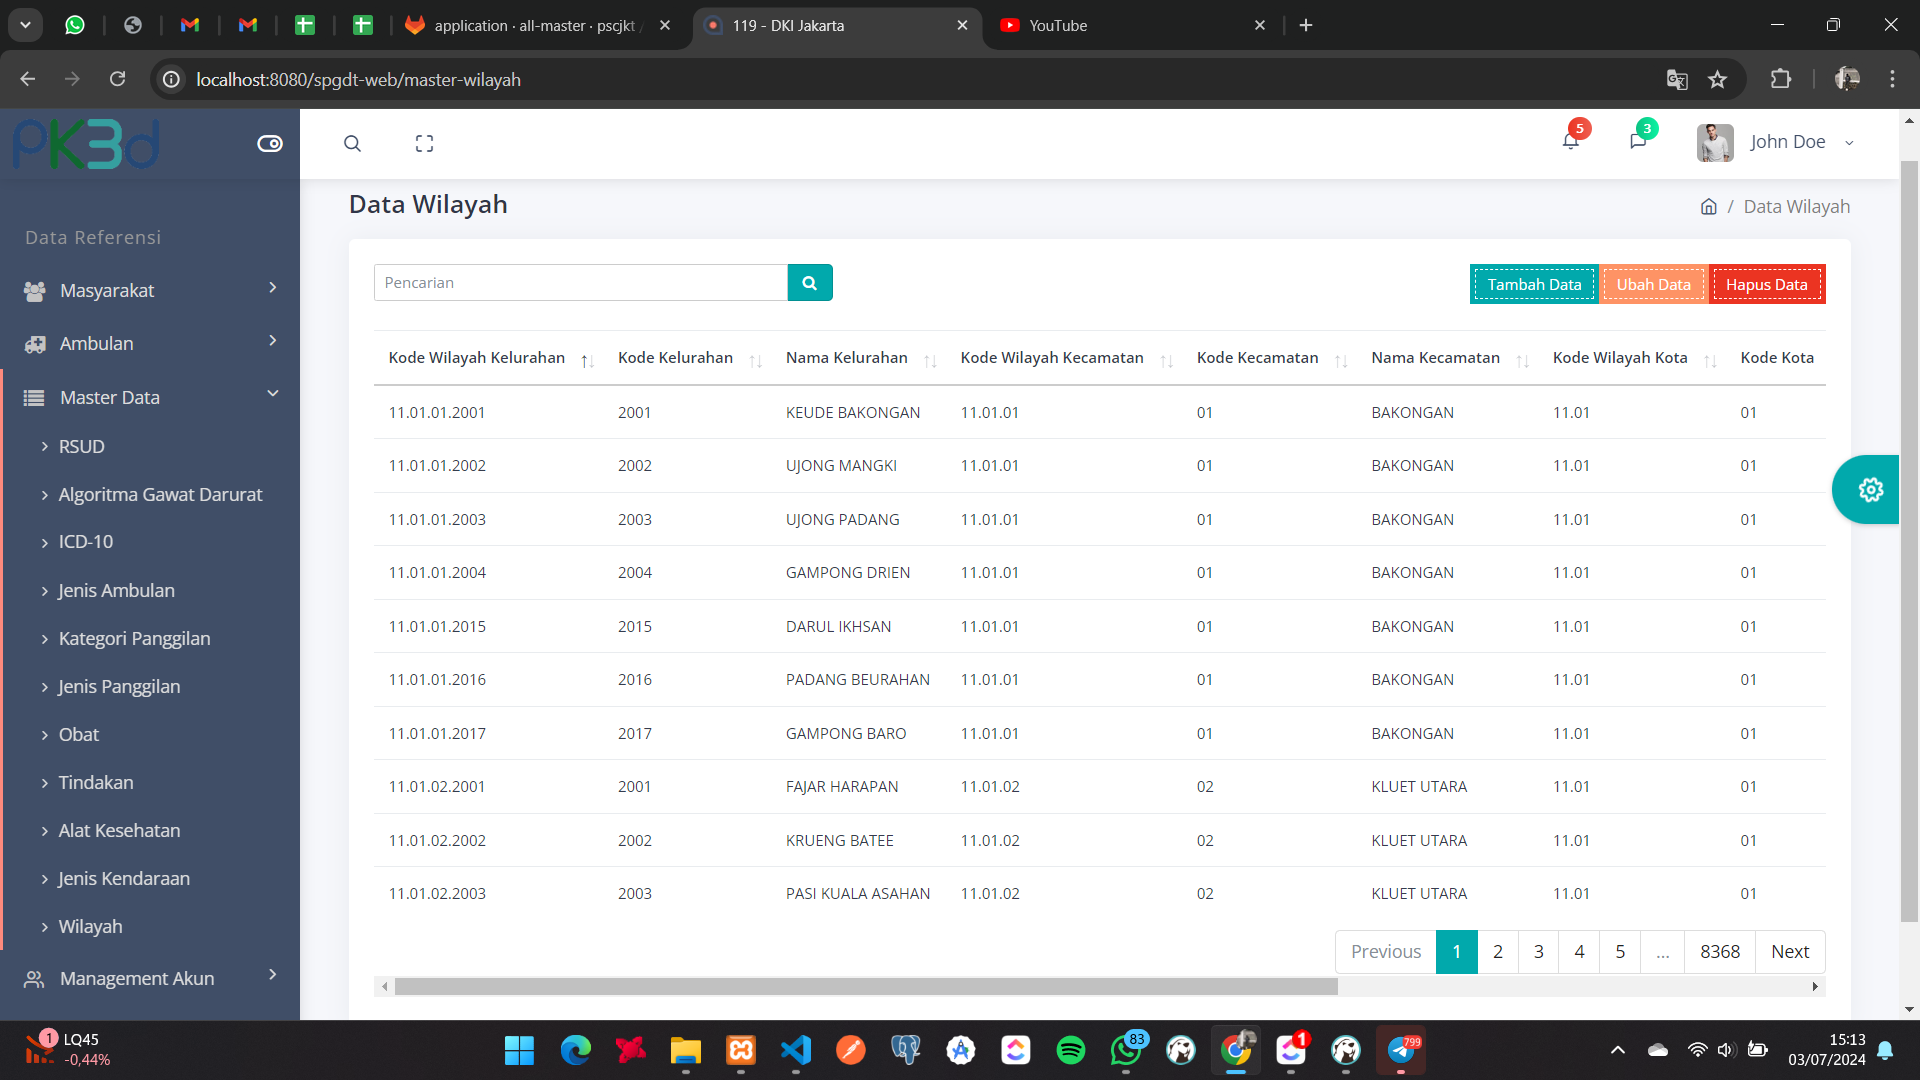 application · all-master · pscjkt
119 - DKI Jakarta
YouTube
localhost:8080/spgdt-web/master-wilayah
PK3d
5
3
John Doe
Data Wilayah
/ Data Wilayah
Data Referensi
Masyarakat
Ambulan
Master Data
RSUD
Algoritma Gawat Darurat
ICD-10
Jenis Ambulan
Kategori Panggilan
Jenis Panggilan
Obat
Tindakan
Alat Kesehatan
Jenis Kendaraan
Wilayah
Management Akun
Pencarian
Tambah Data Ubah Data Hapus Data
Kode Wilayah Kelurahan Kode Kelurahan Nama Kelurahan Kode Wilayah Kecamatan Kode Kecamatan Nama Kecamatan Kode Wilayah Kota Kode Kota
11.01.01.2001 2001 KEUDE BAKONGAN 11.01.01 01 BAKONGAN 11.01 01
11.01.01.2002 2002 UJONG MANGKI 11.01.01 01 BAKONGAN 11.01 01
11.01.01.2003 2003 UJONG PADANG 11.01.01 01 BAKONGAN 11.01 01
11.01.01.2004 2004 GAMPONG DRIEN 11.01.01 01 BAKONGAN 11.01 01
11.01.01.2015 2015 DARUL IKHSAN 11.01.01 01 BAKONGAN 11.01 01
11.01.01.2016 2016 PADANG BEURAHAN 11.01.01 01 BAKONGAN 11.01 01
11.01.01.2017 2017 GAMPONG BARO 11.01.01 01 BAKONGAN 11.01 01
11.01.02.2001 2001 FAJAR HARAPAN 11.01.02 02 KLUET UTARA 11.01 01
11.01.02.2002 2002 KRUENG BATEE 11.01.02 02 KLUET UTARA 11.01 01
11.01.02.2003 2003 PASI KUALA ASAHAN 11.01.02 02 KLUET UTARA 11.01 01
Previous 1 2 3 4 5 ... 8368 Next
1
LQ45
-0,44%
83
1
799
15:13
03/07/2024